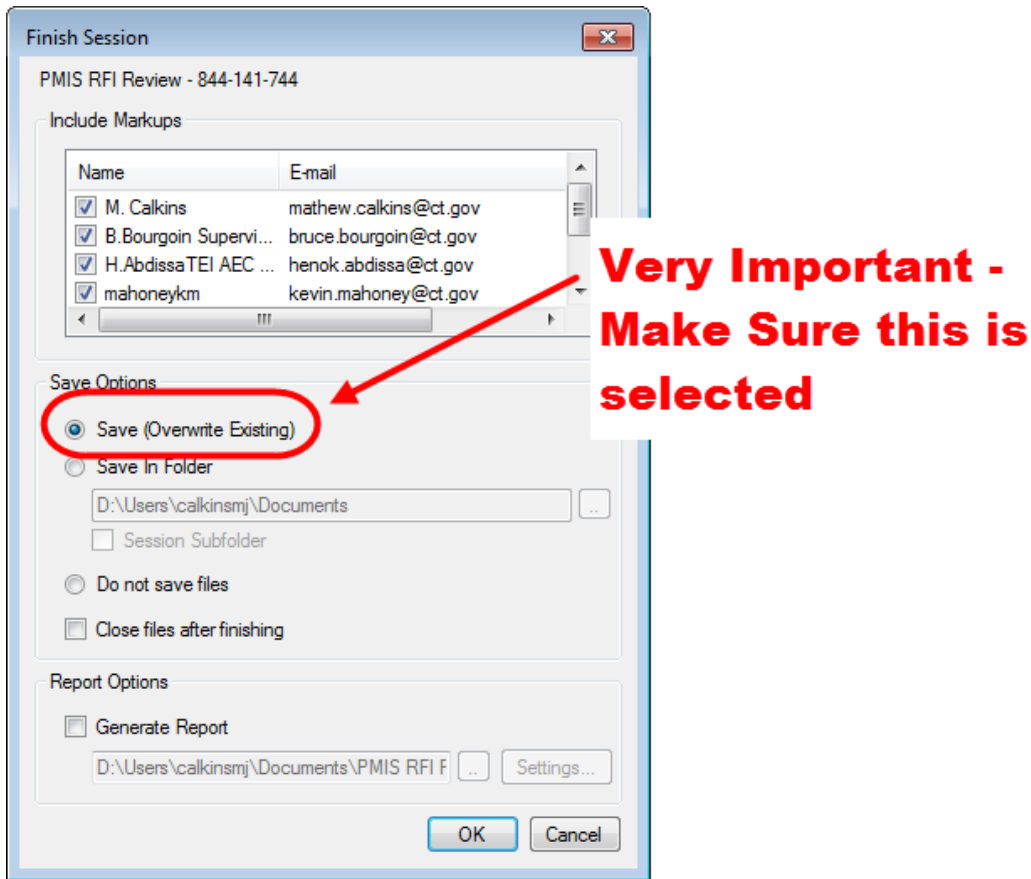 Finish Session
PMIS RFI Review - 844-141-744
Include Markups
Name E-mail
M. Calkins mathew.calkins@ct.gov
B.Bourgoin Supervi... bruce.bourgoin@ct.gov
H.AbdissaTEI AEC ... henok.abdissa@ct.gov
mahoneykm kevin.mahoney@ct.gov
Very Important -
Make Sure this is
selected
Save Options
Save (Overwrite Existing)
Save In Folder
D:\Users\calkinsmj\Documents ..
Session Subfolder
Do not save files
Close files after finishing
Report Options
Generate Report
D:\Users\calkinsmj\Documents\PMIS RFI F .. Settings...
OK Cancel